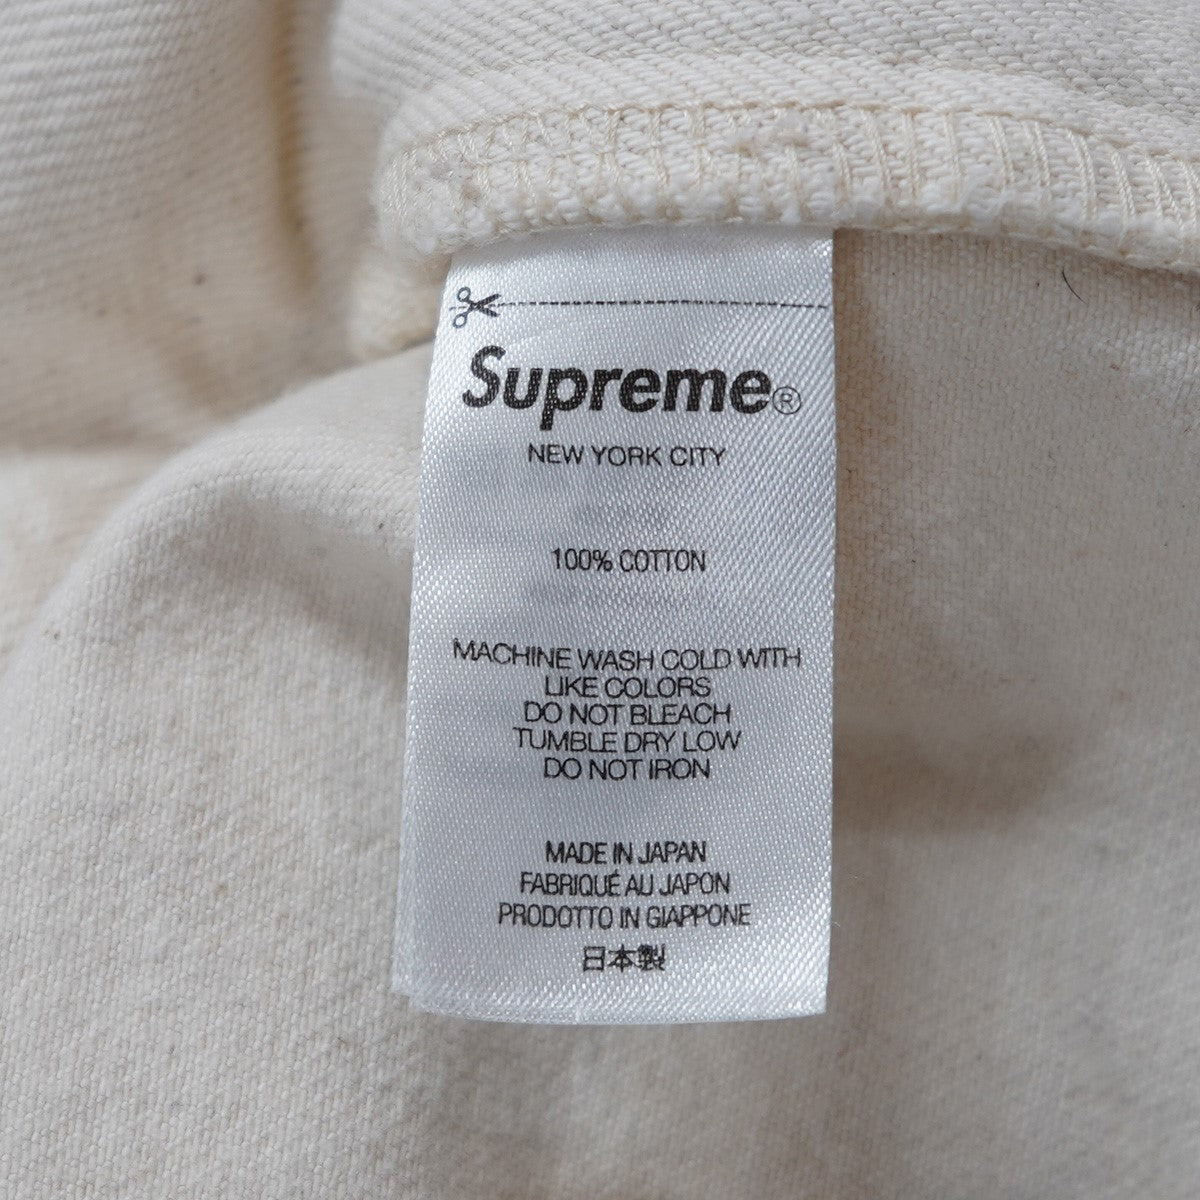 Supreme®
NEW YORK CITY
100% COTTON
MACHINE WASH COLD WITH
LIKE COLORS
DO NOT BLEACH
TUMBLE DRY LOW
DO NOT IRON
MADE IN JAPAN
FABRIQUÉ AU JAPON
PRODOTTO IN GIAPPONE
日本製